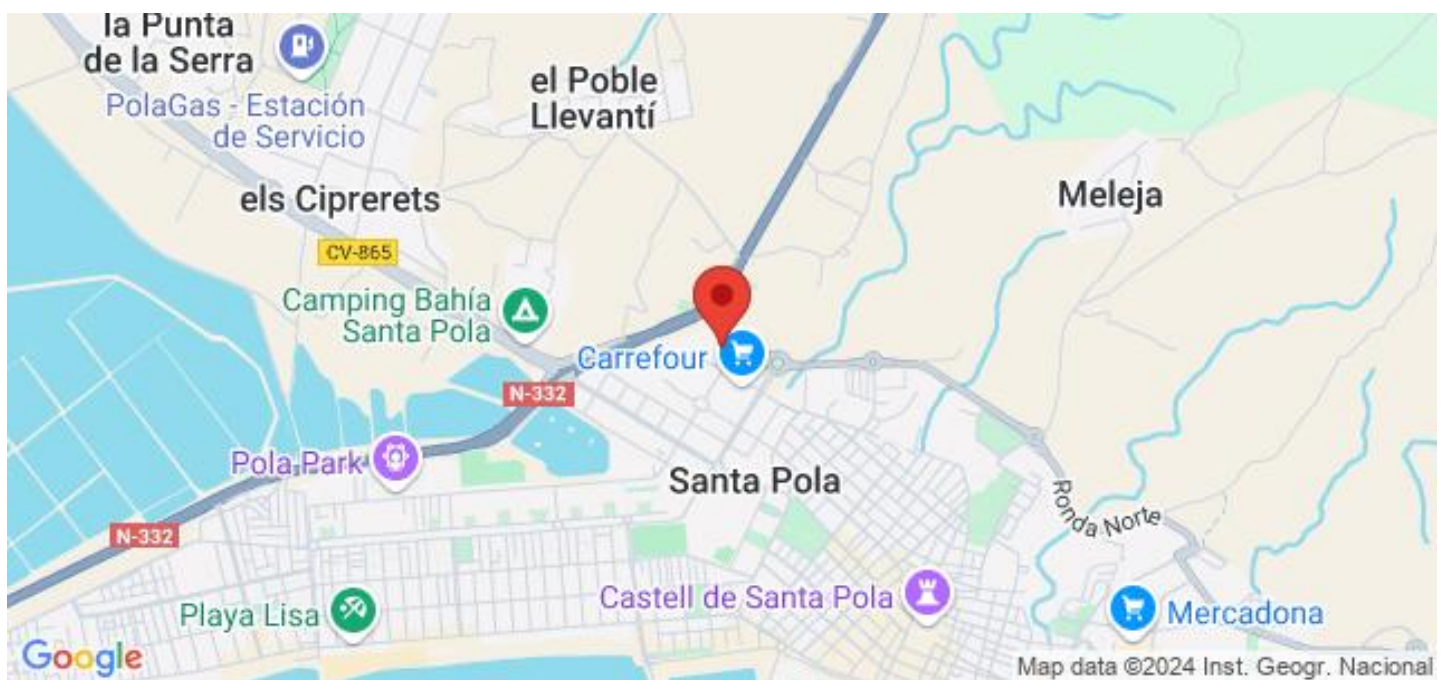 la Punta
de la Serra
PolaGas - Estación
de Servicio
el Poble
Llevantí
els Ciprerets
Meleja
CV-865
Camping Bahía
Santa Pola
Carrefour
N-332
Pola Park
Santa Pola
Ronda Norte
N-332
Castell de Santa Pola
Playa Lisa
Mercadona
Google
Map data ©2024 Inst. Geogr. Nacional